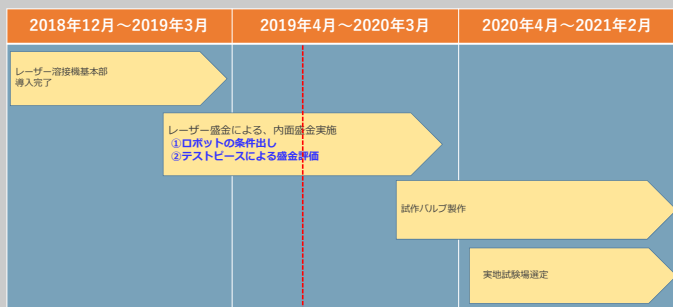 2018年12月～2019年3月
2019年4月～2020年3月
2020年4月～2021年2月
レーザー溶接機基本部
導入完了
レーザー盛金による、内面盛金実施
①ロボットの条件出し
②テストピースによる盛金評価
試作バルブ製作
実地試験場選定